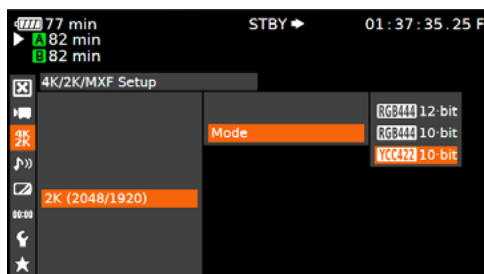 77 min STBY 01:37:35.25 F
A 82 min
B 82 min
4K/2K/MXF Setup
RGB444 12-bit
4K 2K Mode RGB444 10-bit
YCC422 10-bit
2K (2048/1920)
00:00